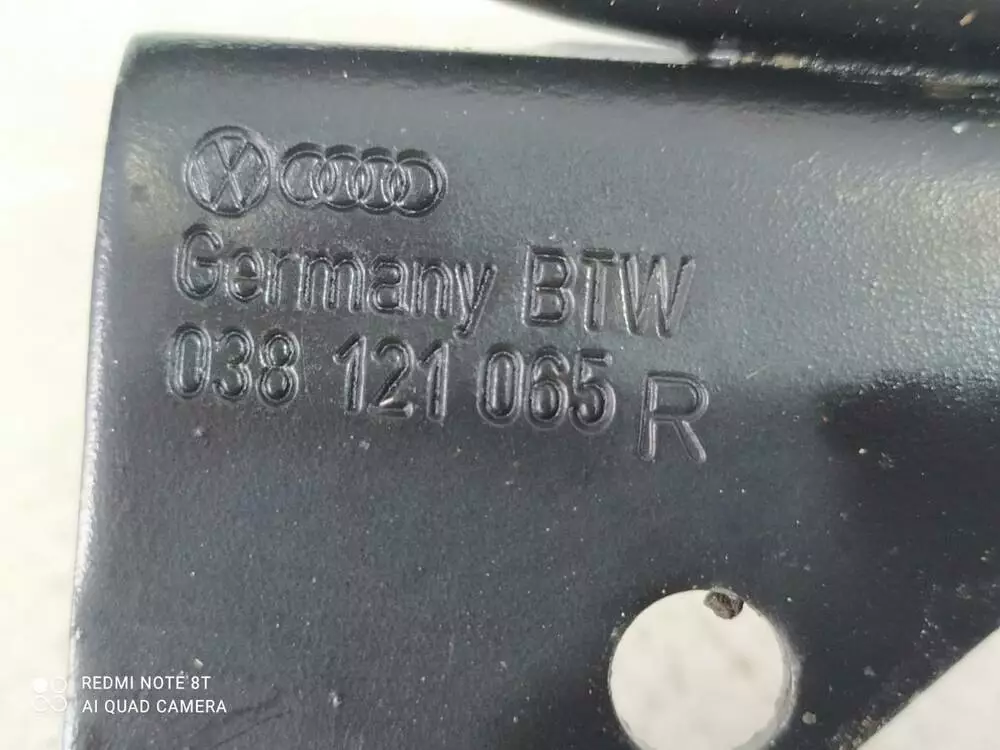 Germany BTW
038 121 065 R
REDMI NOTE 8T
AI QUAD CAMERA